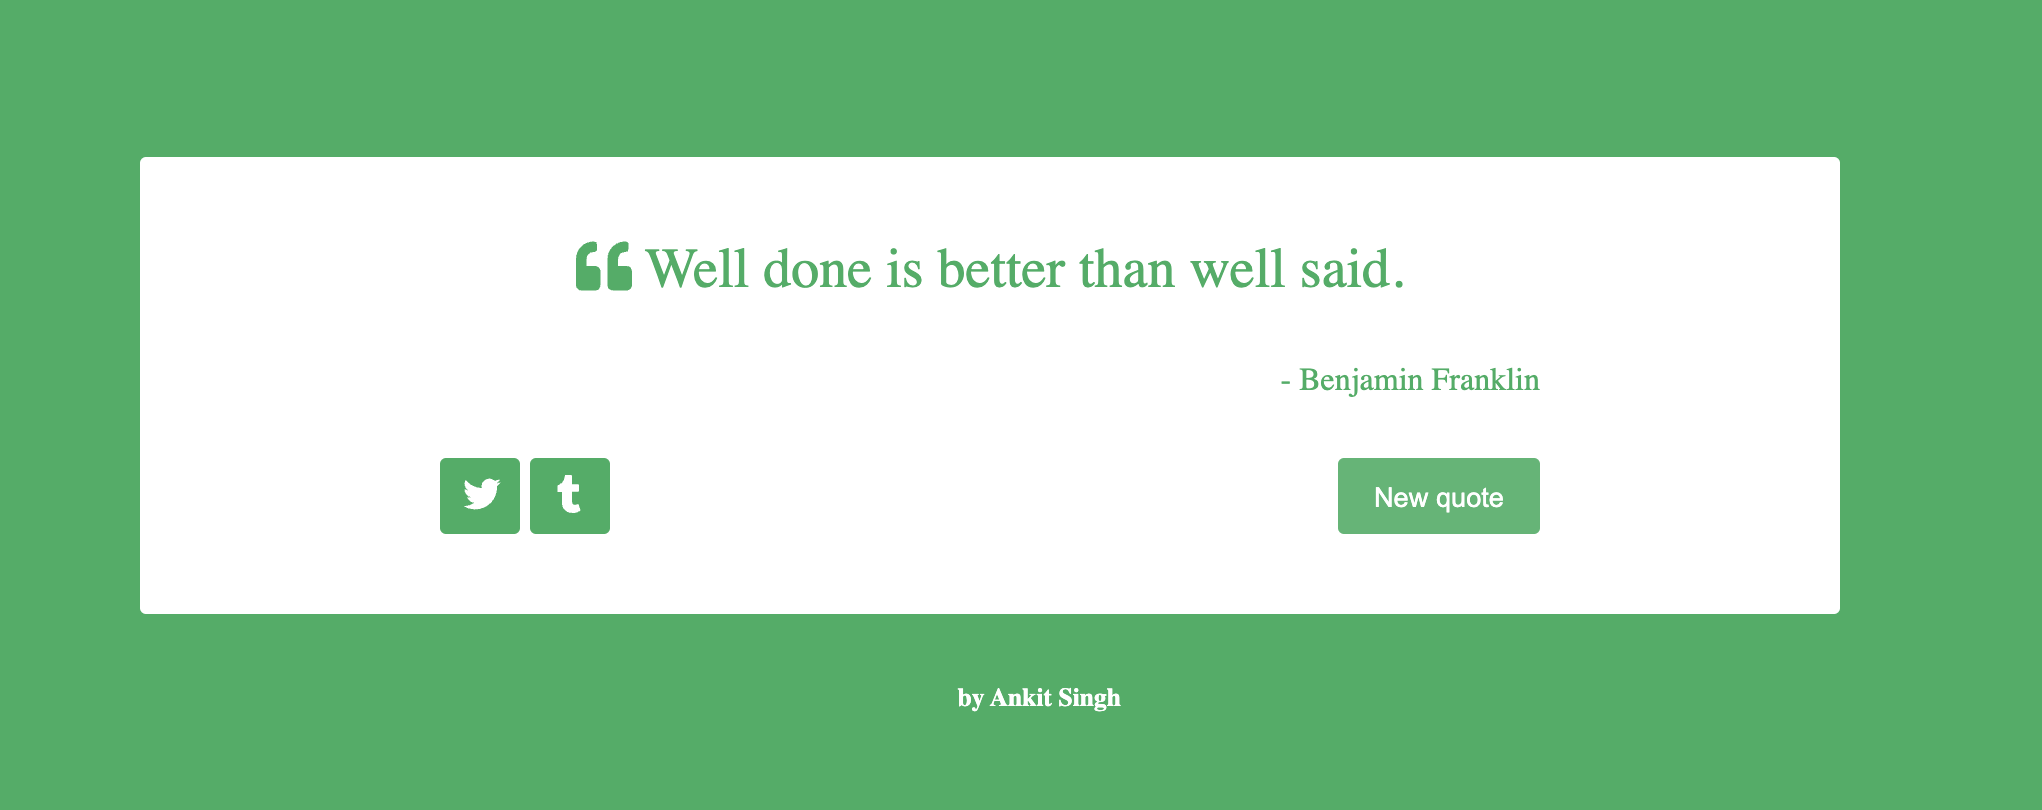 Well done is better than well said.
- Benjamin Franklin
New quote
by Ankit Singh